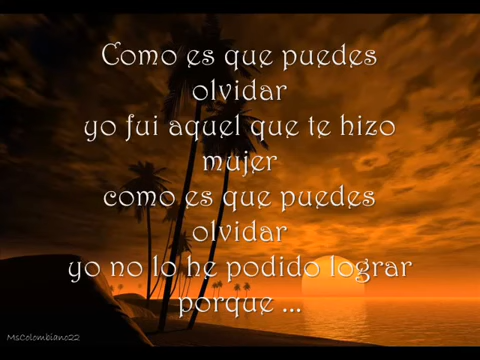 Como es que puedes
olvidar
yo fui aquel que te hizo
mujer
como es que puedes
olvidar
yo no lo he podido lograr
porque ...
MsColombiano22